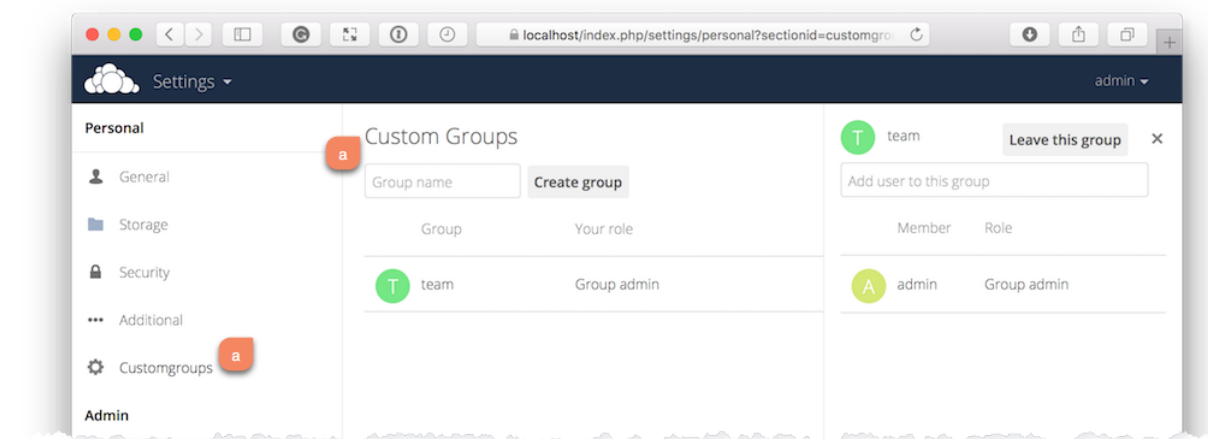 localhost/index.php/settings/personal?sectionid=customgro
Settings
admin
Personal
General
Storage
Security
Additional
Customgroups
a
Admin
a
Custom Groups
Group name
Create group
Group Your role
T team Group admin
T team Leave this group
Add user to this group
Member Role
A admin Group admin